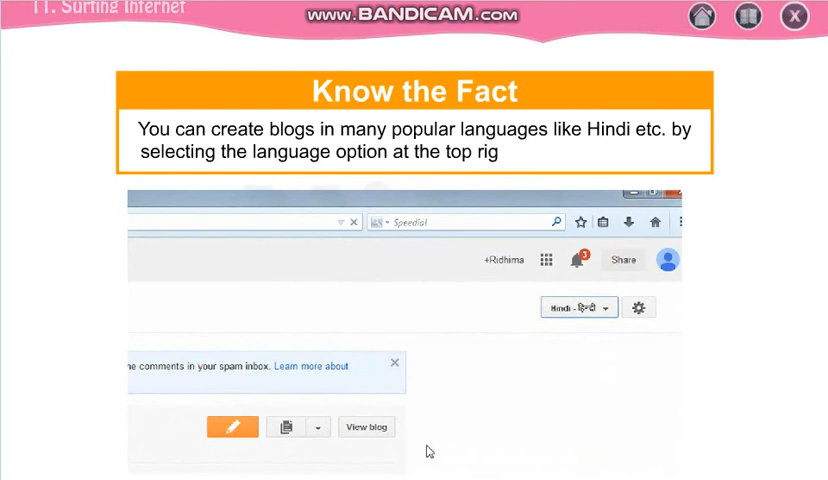 11. Surfing Internet
WWW.BANDICAM.COM
Know the Fact
You can create blogs in many popular languages like Hindi etc. by
selecting the language option at the top rig
Speedial
+Ridhima
3
Share
Hindi - हिन्दी
he comments in your spam inbox. Learn more about
View blog